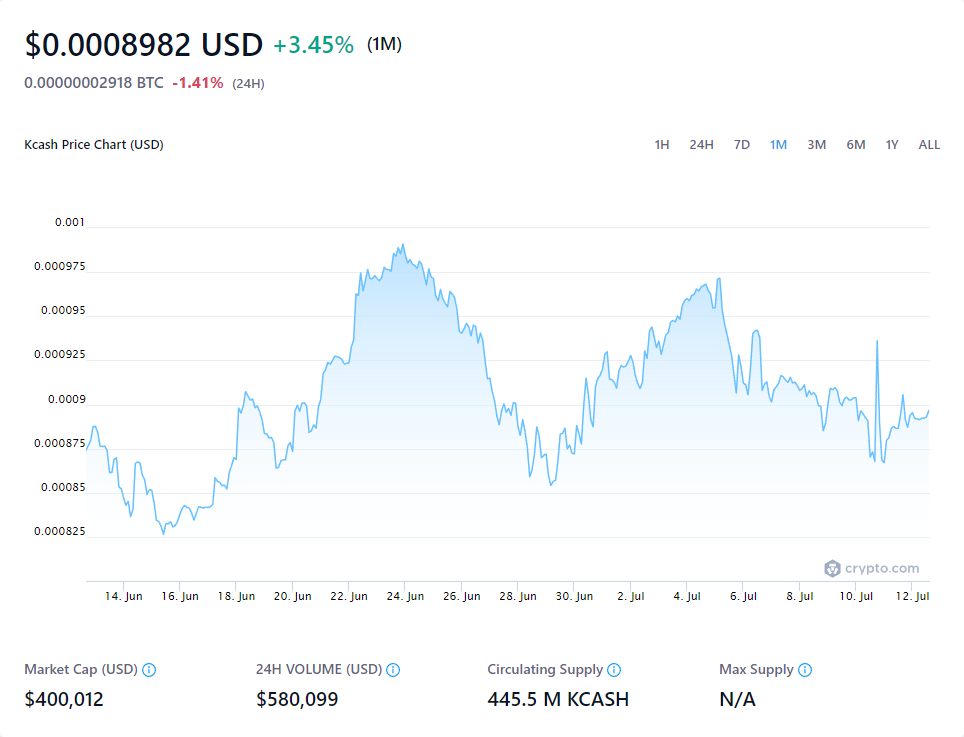 $0.0008982 USD +3.45% (1M)
0.00000002918 BTC -1.41% (24H)
Kcash Price Chart (USD) 1H 24H 7D 1M 3M 6M 1Y ALL
0.001
0.000975
0.00095
0.000925
0.0009
0.000875
0.00085
0.000825
crypto.com
14. Jun 16. Jun 18. Jun 20. Jun 22. Jun 24. Jun 26. Jun 28. Jun 30. Jun 2. Jul 4. Jul 6. Jul 8. Jul 10. Jul 12. Jul
Market Cap (USD) 24H VOLUME (USD) Circulating Supply Max Supply
$400,012 $580,099 445.5 M KCASH N/A